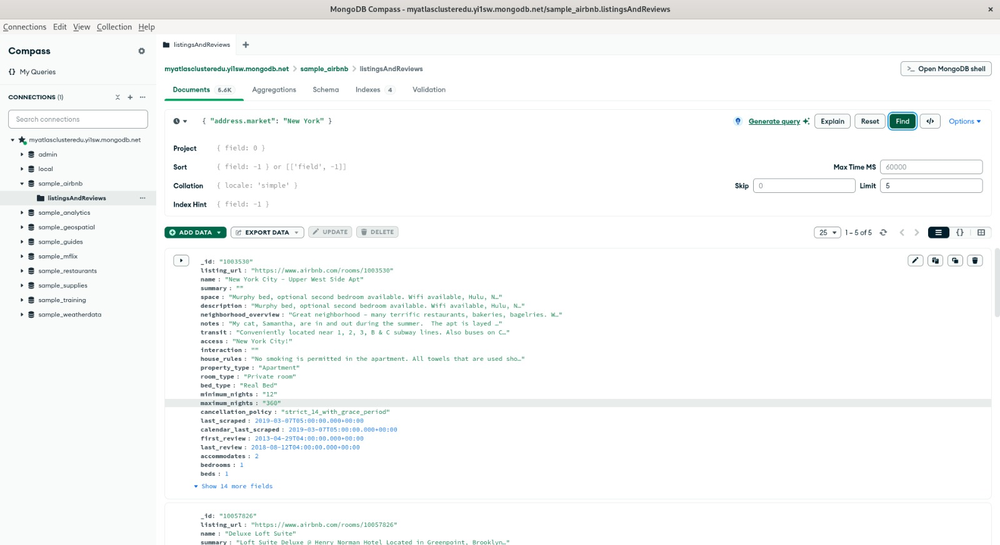 MongoDB Compass - myatlasclusteredu.yi1sw.mongodb.net/sample_airbnb.listingsAndReviews
Connections Edit View Collection Help
Compass
My Queries
CONNECTIONS (1)
Search connections
myatlasclusteredu.yi1sw.mongodb.net
admin
local
sample_airbnb
listingsAndReviews
sample_analytics
sample_geospatial
sample_guides
sample_mflix
sample_restaurants
sample_supplies
sample_training
sample_weatherdata
listingsAndReviews
myatlasclusteredu.yi1sw.mongodb.net > sample_airbnb > listingsAndReviews
>_ Open MongoDB shell
Documents 5.6K Aggregations Schema Indexes 4 Validation
{ "address.market": "New York" }
Generate query Explain Reset Find </> Options
Project { field: 0 }
Sort { field: -1 } or [['field', -1]]
Max Time MS 60000
Collation { locale: 'simple' }
Skip 0 Limit 5
Index Hint { field: -1 }
ADD DATA EXPORT DATA UPDATE DELETE
25 1 – 5 of 5 {}
_id: "1003530"
listing_url : "https://www.airbnb.com/rooms/1003530"
name : "New York City - Upper West Side Apt"
summary : ""
space : "Murphy bed, optional second bedroom available. Wifi available, Hulu, N…"
description : "Murphy bed, optional second bedroom available. Wifi available, Hulu, N…"
neighborhood_overview : "Great neighborhood - many terrific restaurants, bakeries, bagelries. W…"
notes : "My cat, Samantha, are in and out during the summer.  The apt is layed …"
transit : "Conveniently located near 1, 2, 3, B & C subway lines. Also buses on C…"
access : "New York City!"
interaction : ""
house_rules : "No smoking is permitted in the apartment. All towels that are used sho…"
property_type : "Apartment"
room_type : "Private room"
bed_type : "Real Bed"
minimum_nights : "12"
maximum_nights : "360"
cancellation_policy : "strict_14_with_grace_period"
last_scraped : 2019-03-07T05:00:00.000+00:00
calendar_last_scraped : 2019-03-07T05:00:00.000+00:00
first_review : 2013-04-29T04:00:00.000+00:00
last_review : 2018-08-12T04:00:00.000+00:00
accommodates : 2
bedrooms : 1
beds : 1
Show 14 more fields
_id: "10057826"
listing_url : "https://www.airbnb.com/rooms/10057826"
name : "Deluxe Loft Suite"
summary : "Loft Suite Deluxe @ Henry Norman Hotel Located in Greenpoint, Brooklyn…"